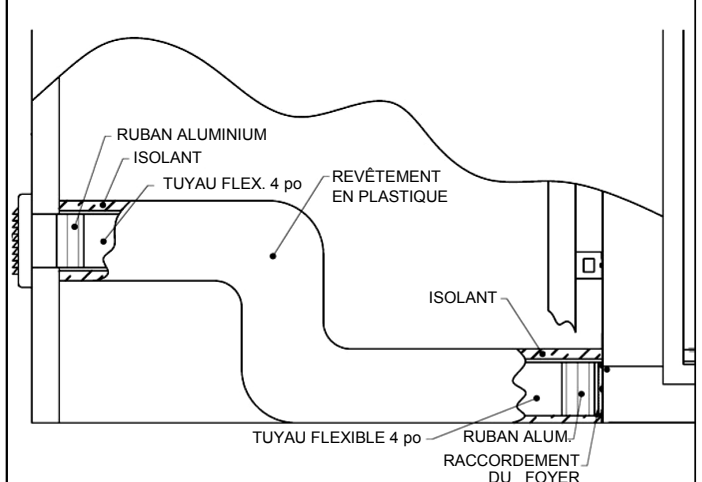 RUBAN ALUMINIUM
ISOLANT
TUYAU FLEX. 4 po
REVÊTEMENT
EN PLASTIQUE
ISOLANT
TUYAU FLEXIBLE 4 po
RUBAN ALUM.
RACCORDEMENT
DU FOYER